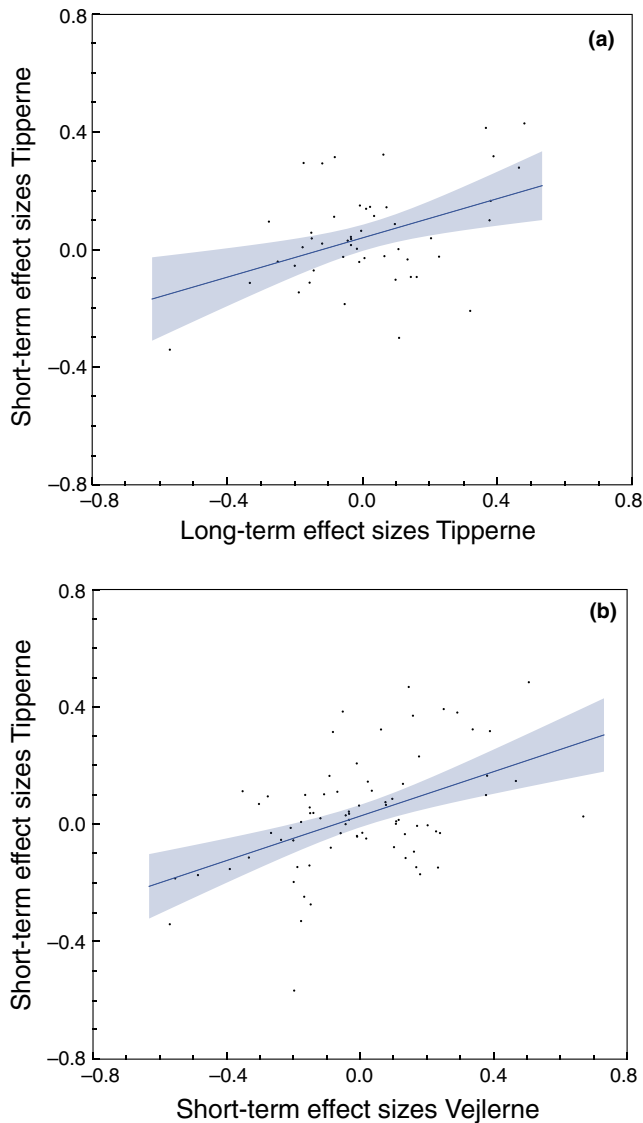 (a)
Short-term effect sizes Tipperne
0.8
0.4
0.0
−0.4
−0.8
−0.8 −0.4 0.0 0.4 0.8
Long-term effect sizes Tipperne
(b)
Short-term effect sizes Tipperne
0.8
0.4
0.0
−0.4
−0.8
−0.8 −0.4 0.0 0.4 0.8
Short-term effect sizes Vejlerne